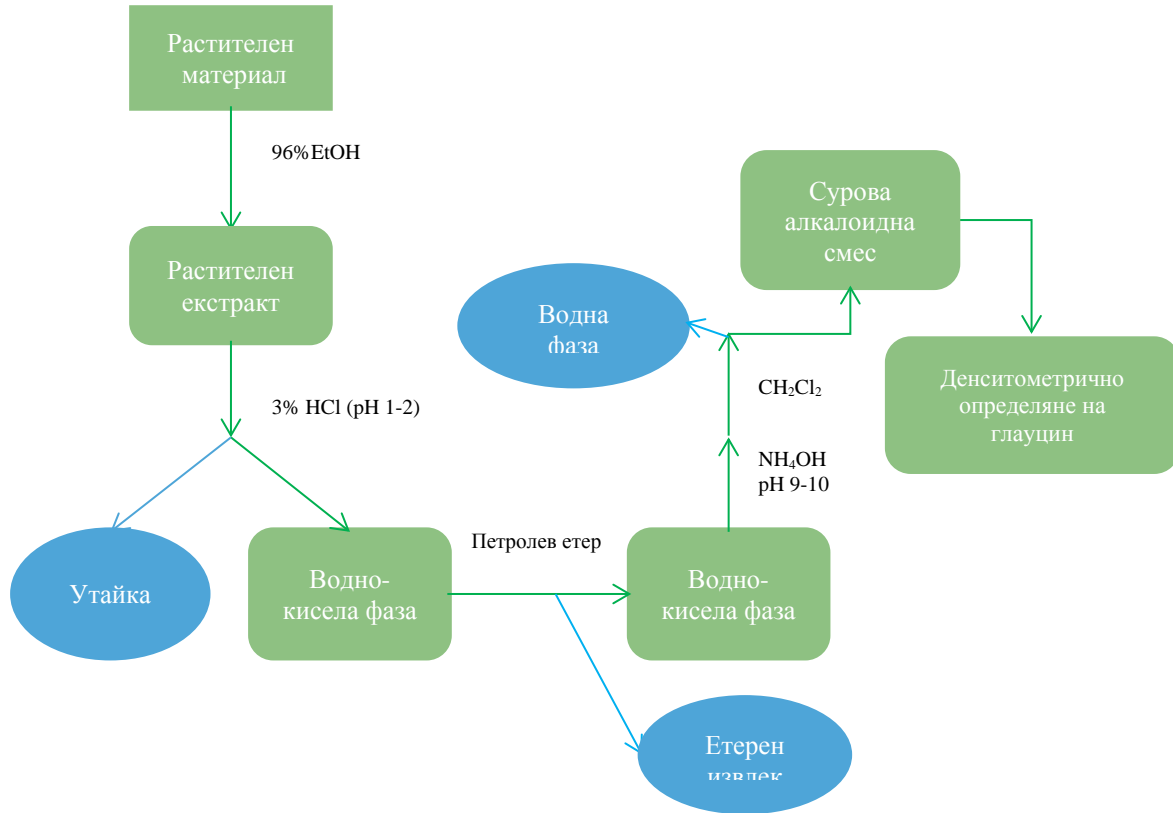 Растителен
материал
96%EtOH
Растителен
екстракт
3% HCl (pH 1-2)
Утайка
Водно-
кисела фаза
Петролев етер
Водно-
кисела фаза
Етерен
извлек
NH₄OH
pH 9-10
CH₂Cl₂
Водна
фаза
Сурова
алкалоидна
смес
Денситометрично
определяне на
глауцин